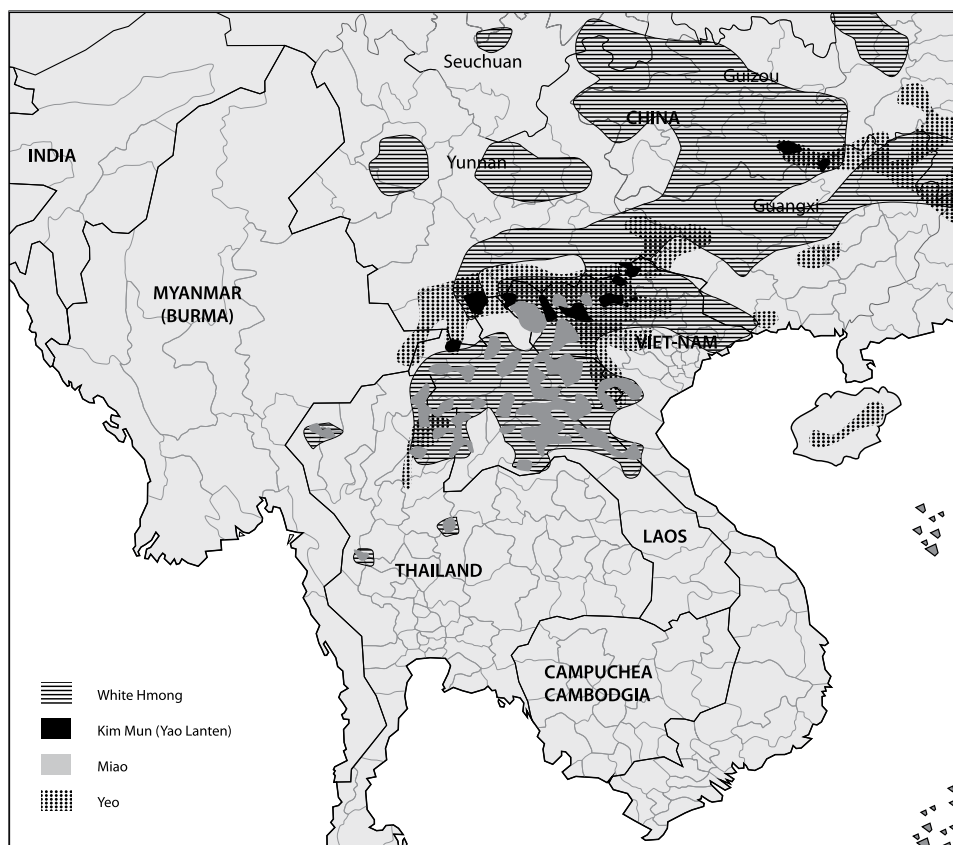 Seuchuan
Guizou
CHINA
INDIA
Yunnan
Guangxi
MYANMAR
(BURMA)
VIET-NAM
LAOS
THAILAND
CAMPUCHEA
CAMBODGIA
White Hmong
Kim Mun (Yao Lanten)
Miao
Yeo